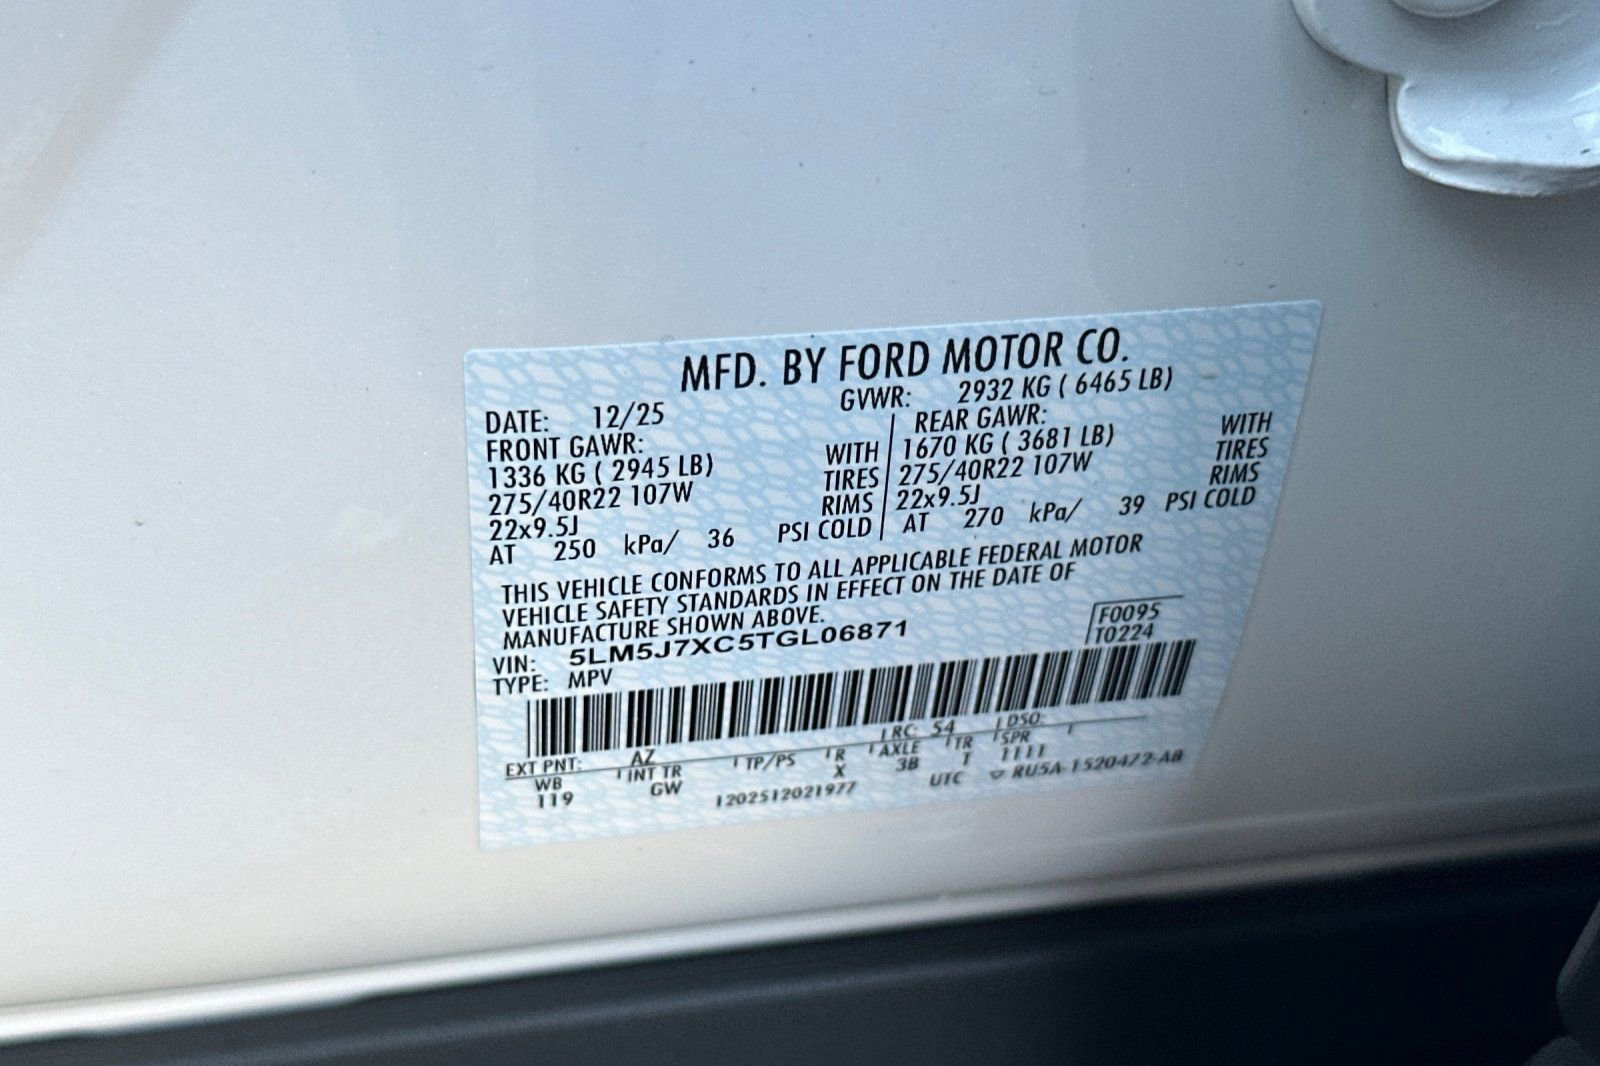 MFD. BY FORD MOTOR CO.
DATE: 12/25 GVWR: 2932 KG ( 6465 LB)
FRONT GAWR: REAR GAWR:
1336 KG ( 2945 LB) WITH 1670 KG ( 3681 LB) WITH
275/40R22 107W TIRES 275/40R22 107W TIRES
22x9.5J RIMS 22x9.5J RIMS
AT 250 kPa/ 36 PSI COLD AT 270 kPa/ 39 PSI COLD
THIS VEHICLE CONFORMS TO ALL APPLICABLE FEDERAL MOTOR
VEHICLE SAFETY STANDARDS IN EFFECT ON THE DATE OF
MANUFACTURE SHOWN ABOVE.
VIN: 5LM5J7XC5TGL06871 F0095
TYPE: MPV T0224
EXT PNT: AZ RC: 54 DSO:
WB INT TR TP/PS R AXLE TR SPR
119 GW X 3B T 1111
1202512021977 UTC RU5A-1520472-AB